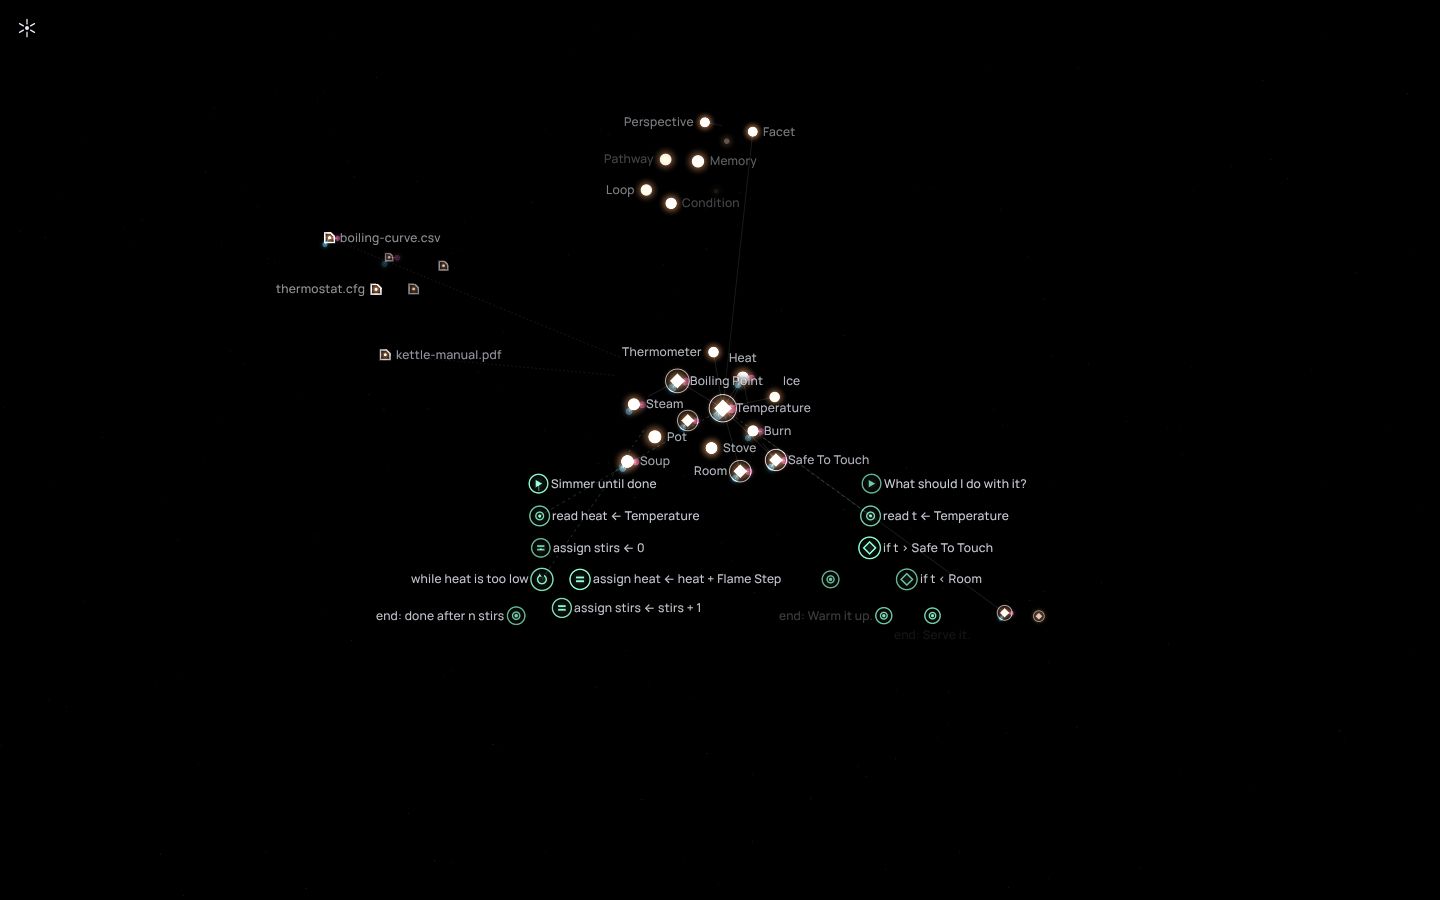 Perspective
Facet
Pathway
Memory
Loop
Condition
boiling-curve.csv
thermostat.cfg
kettle-manual.pdf
Thermometer
Heat
Boiling Point
Ice
Steam
Temperature
Burn
Pot
Stove
Soup
Room
Safe To Touch
Simmer until done
What should I do with it?
read heat ← Temperature
read t ← Temperature
assign stirs ← 0
if t > Safe To Touch
while heat is too low
assign heat ← heat + Flame Step
if t < Room
assign stirs ← stirs + 1
end: done after n stirs
end: Warm it up.
end: Serve it.